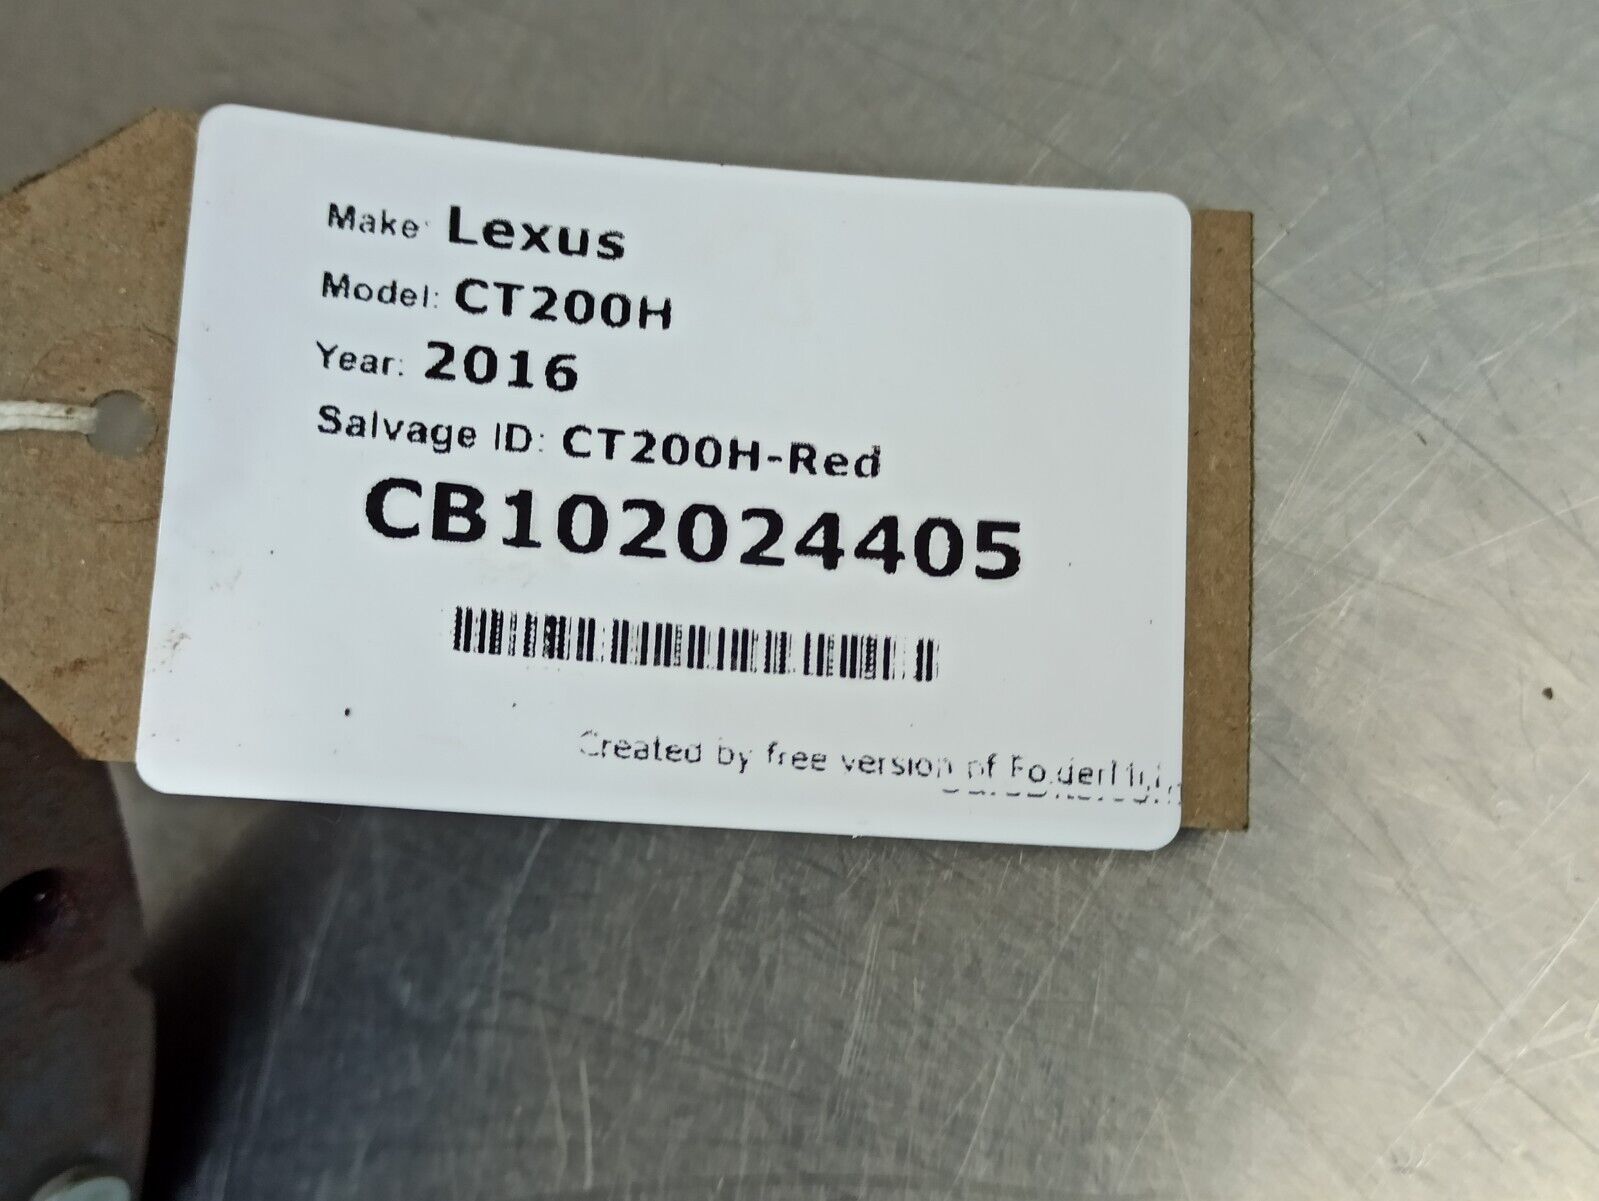 Make: Lexus
Model: CT200H
Year: 2016
Salvage ID: CT200H-Red
CB102024405
Created by free version of